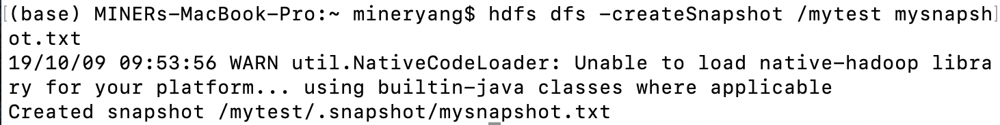 [(base) MINERs-MacBook-Pro:~ mineryang$ hdfs dfs -createSnapshot /mytest mysnapsh]
ot.txt
19/10/09 09:53:56 WARN util.NativeCodeLoader: Unable to load native-hadoop libra
ry for your platform... using builtin-java classes where applicable
Created snapshot /mytest/.snapshot/mysnapshot.txt